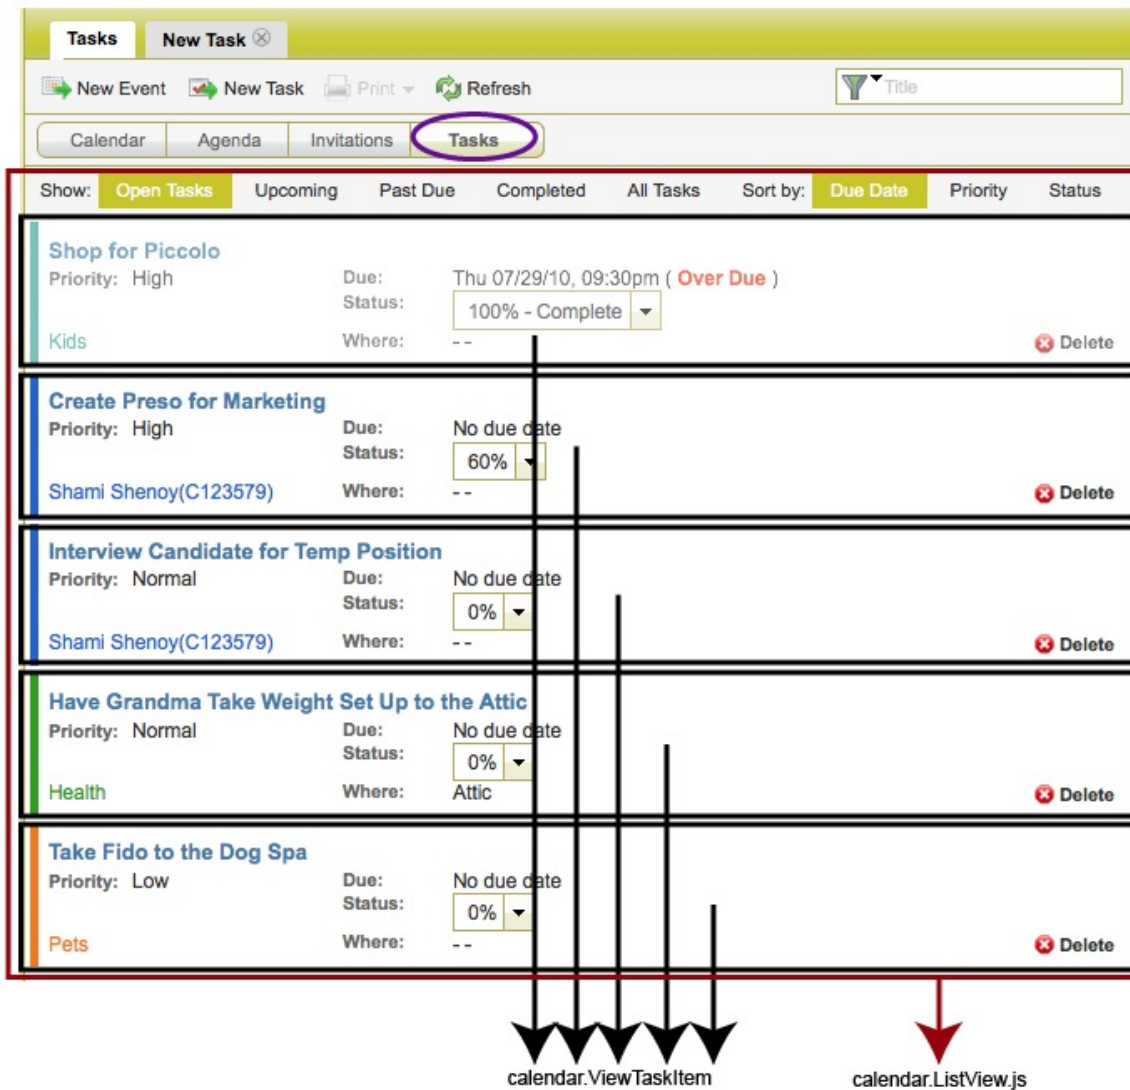 Tasks New Task
New Event New Task Print Refresh Title
Calendar Agenda Invitations Tasks
Show: Open Tasks Upcoming Past Due Completed All Tasks Sort by: Due Date Priority Status
Shop for Piccolo
Priority: High Due: Thu 07/29/10, 09:30pm ( Over Due )
Status: 100% - Complete
Kids Where: - - Delete
Create Preso for Marketing
Priority: High Due: No due date
Status: 60%
Shami Shenoy(C123579) Where: - - Delete
Interview Candidate for Temp Position
Priority: Normal Due: No due date
Status: 0%
Shami Shenoy(C123579) Where: - - Delete
Have Grandma Take Weight Set Up to the Attic
Priority: Normal Due: No due date
Status: 0%
Health Where: Attic Delete
Take Fido to the Dog Spa
Priority: Low Due: No due date
Status: 0%
Pets Where: - - Delete
calendar.ViewTaskItem calendar.ListView.js